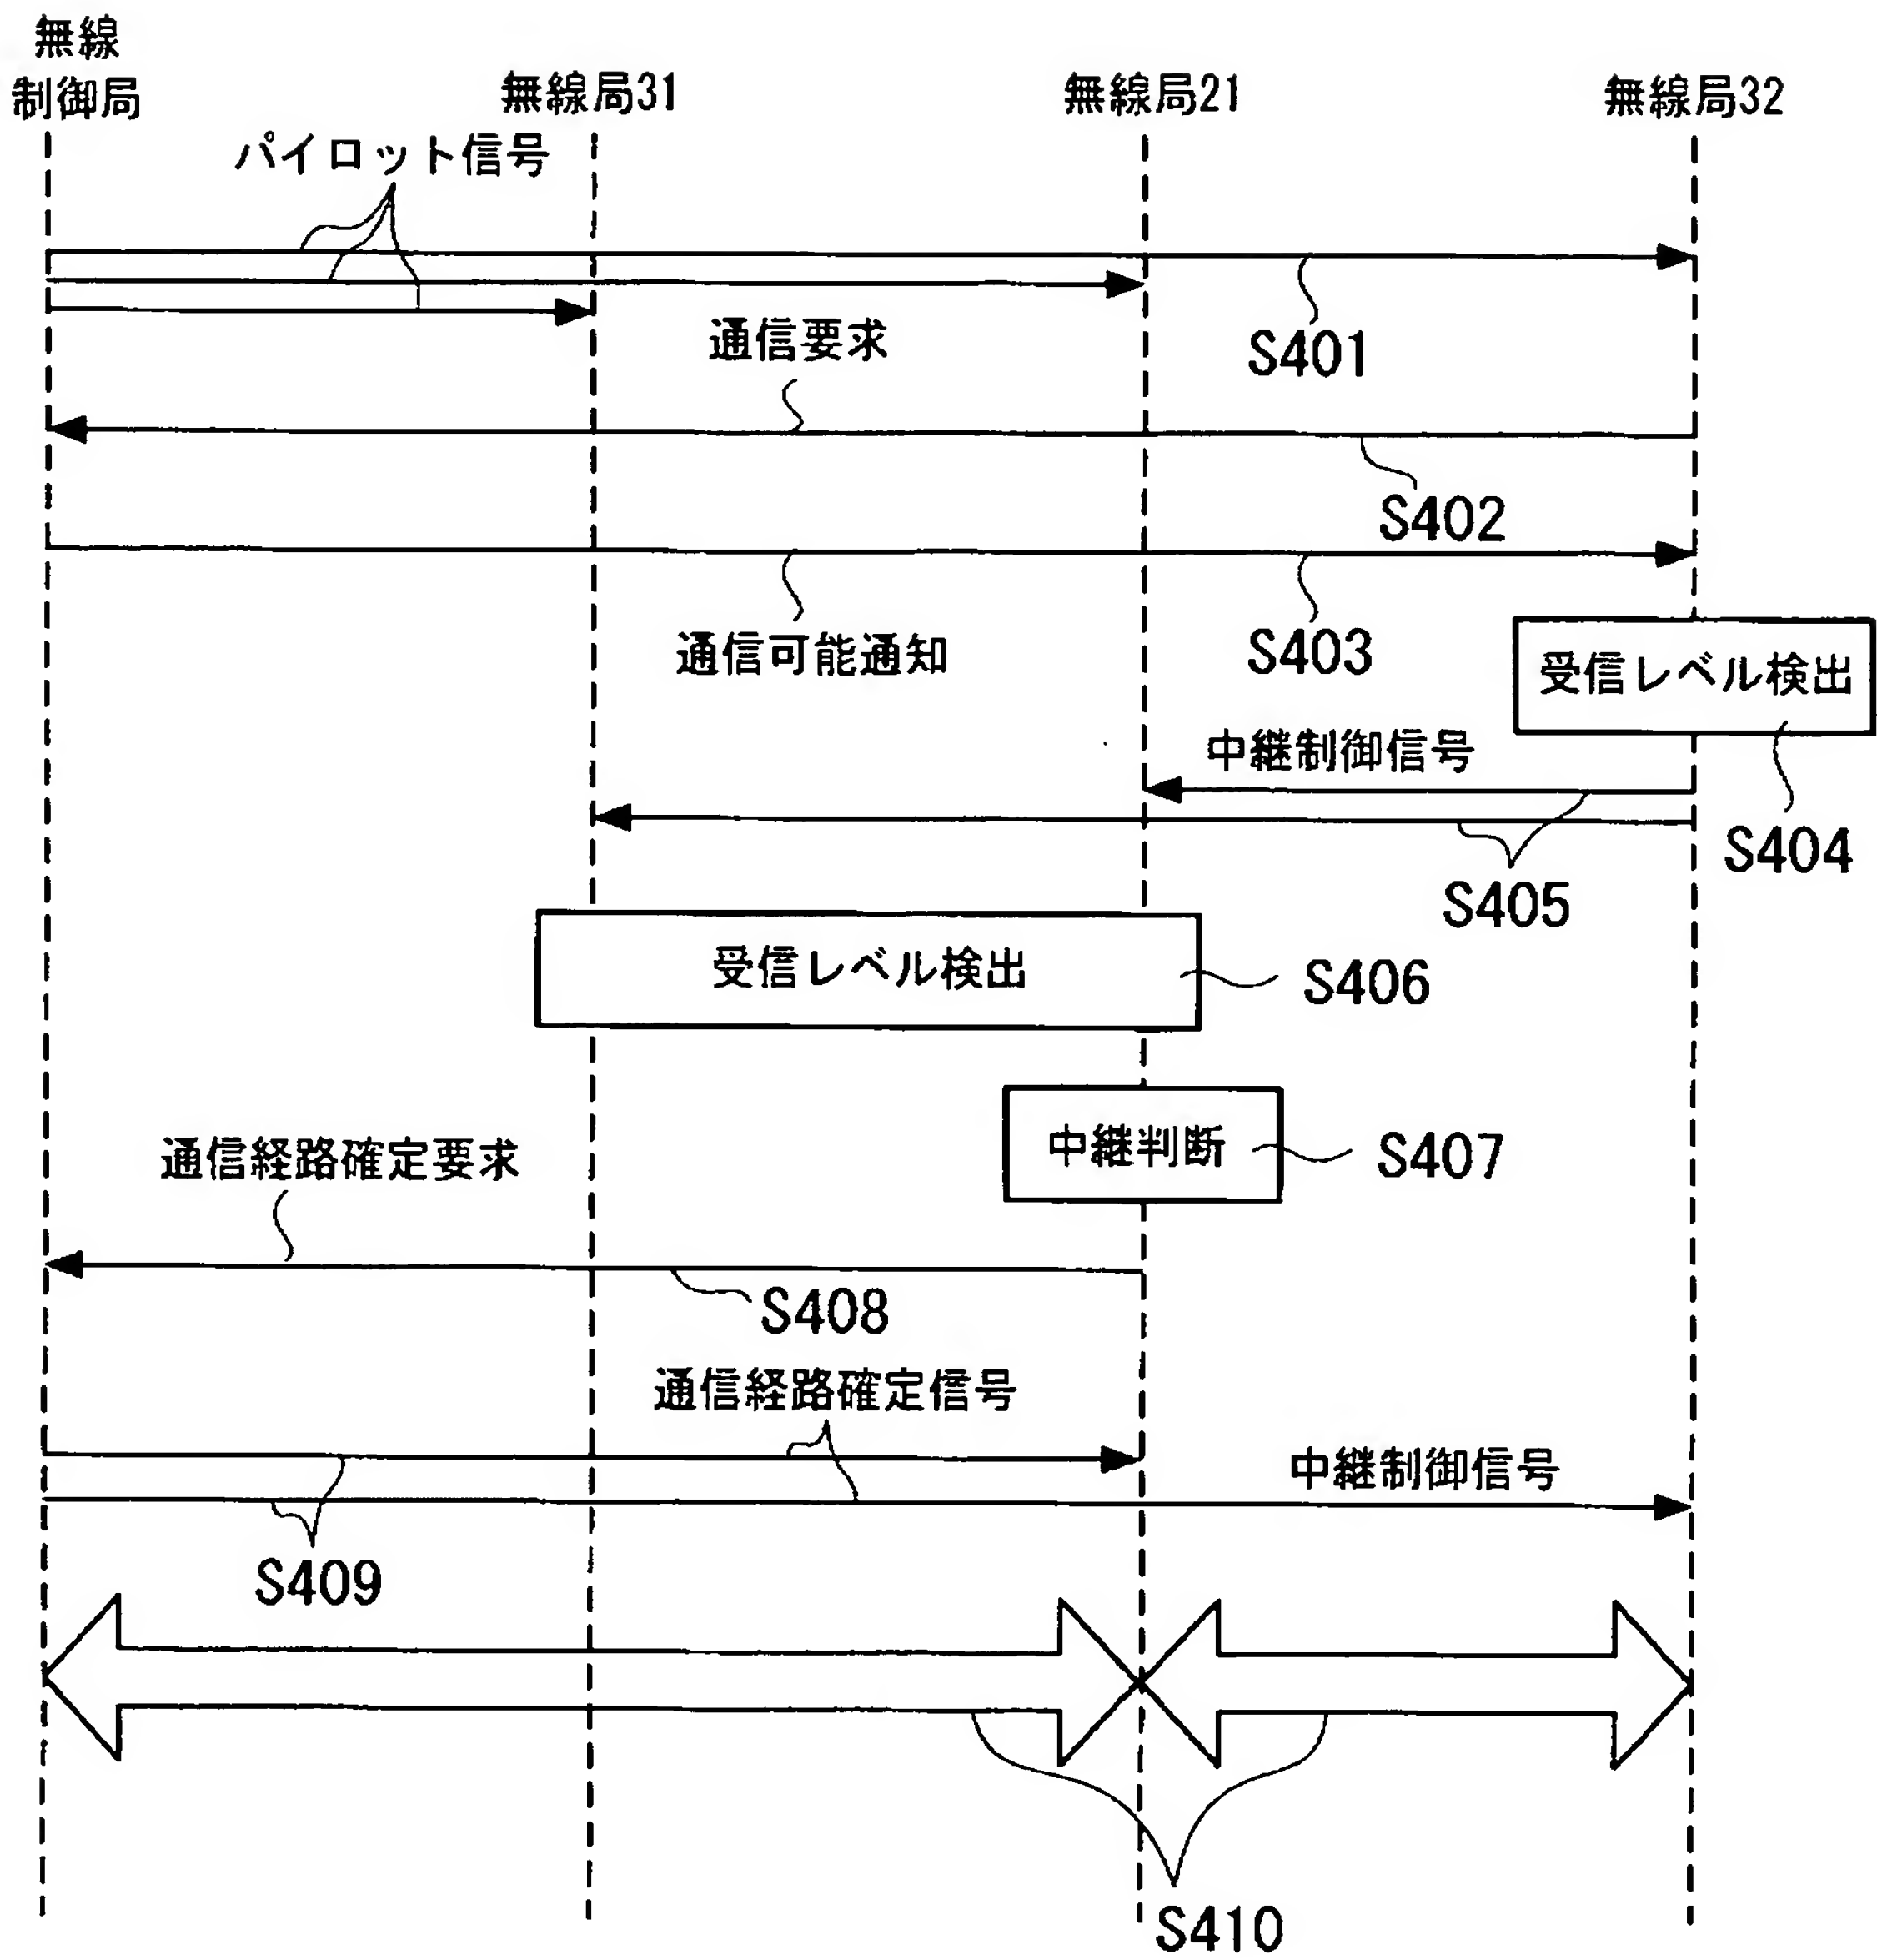 無線
制御局
無線局31
無線局21
無線局32
パイロット信号
S401
通信要求
S402
通信可能通知
S403
受信レベル検出
S404
中継制御信号
S405
受信レベル検出
S406
中継判断
S407
通信経路確定要求
S408
通信経路確定信号
中継制御信号
S409
S410